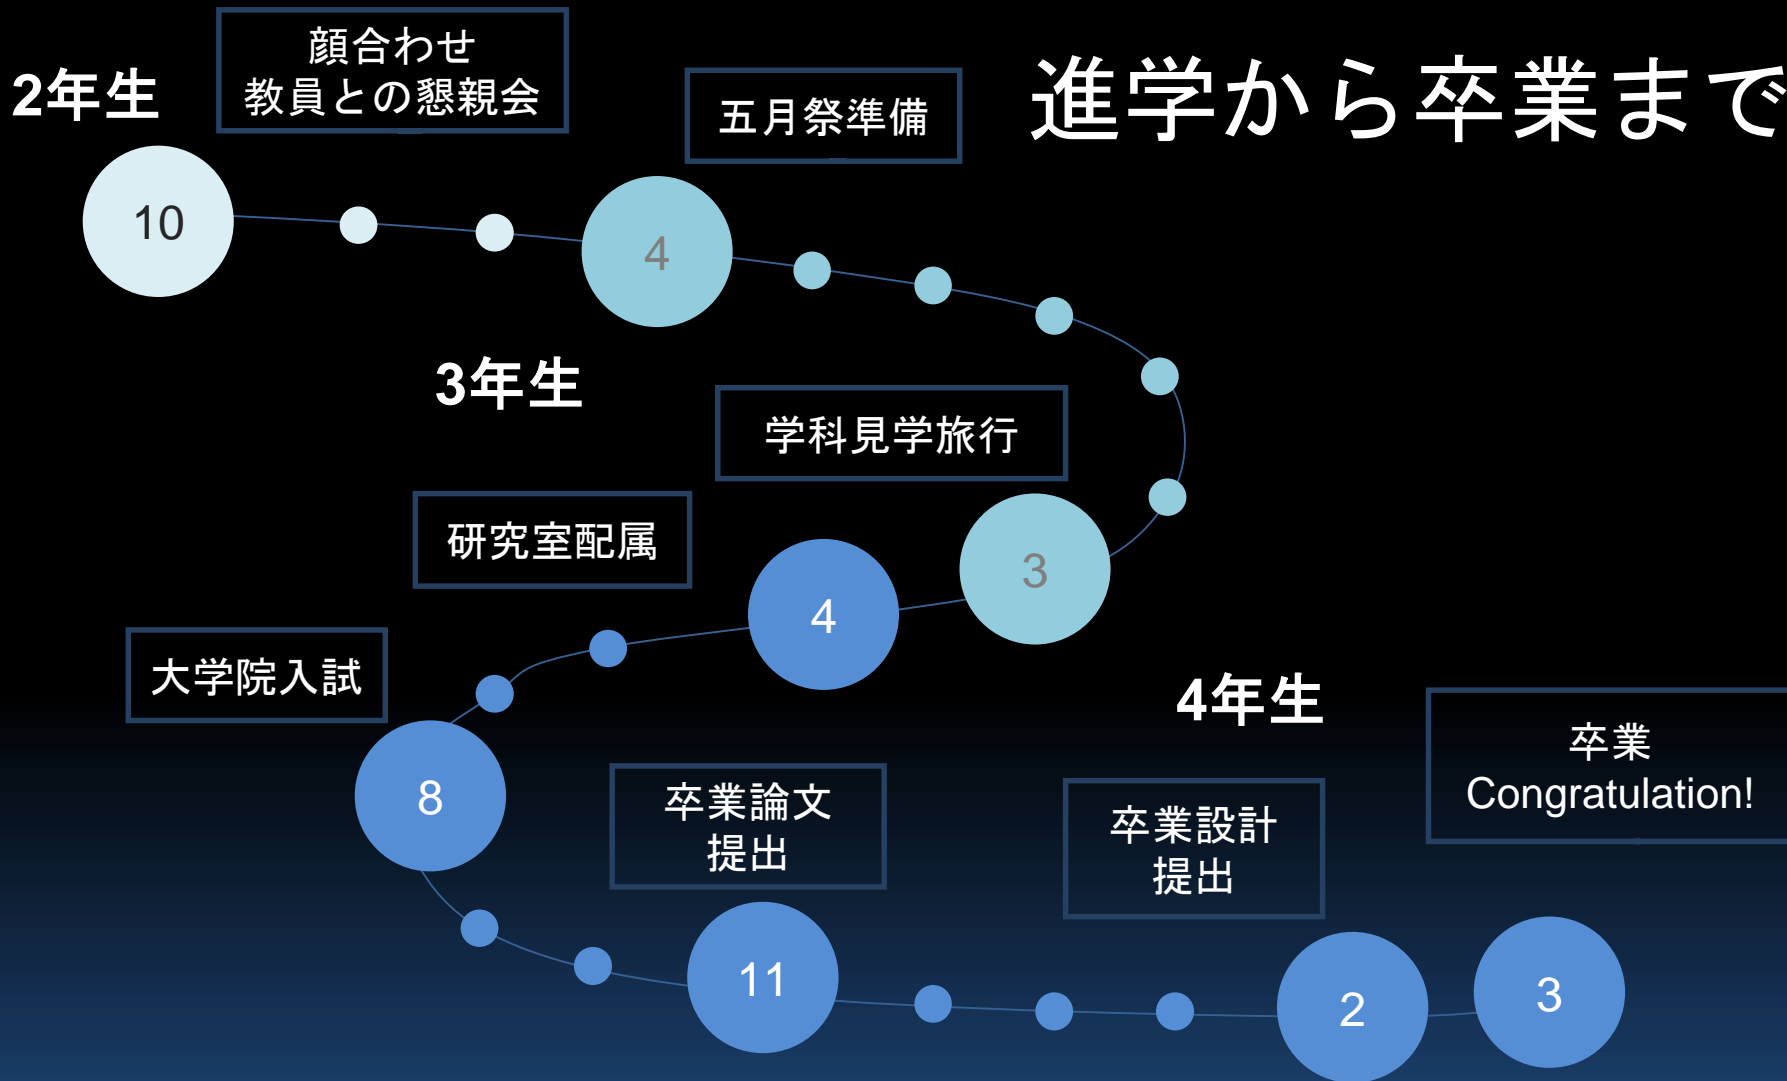 進学から卒業まで
2年生
顔合わせ
教員との懇親会
五月祭準備
10
4
3年生
学科見学旅行
研究室配属
3
4
大学院入試
4年生
8
卒業論文
提出
卒業設計
提出
卒業
Congratulation!
11
2
3